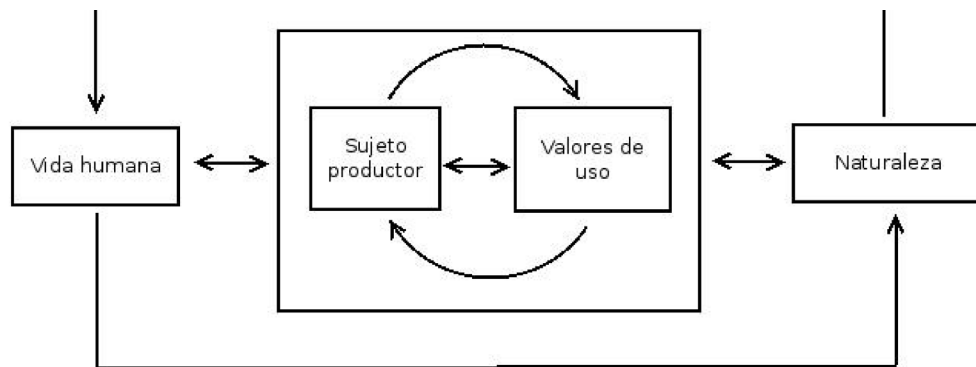 Vida humana
Sujeto
productor
Valores de
uso
Naturaleza